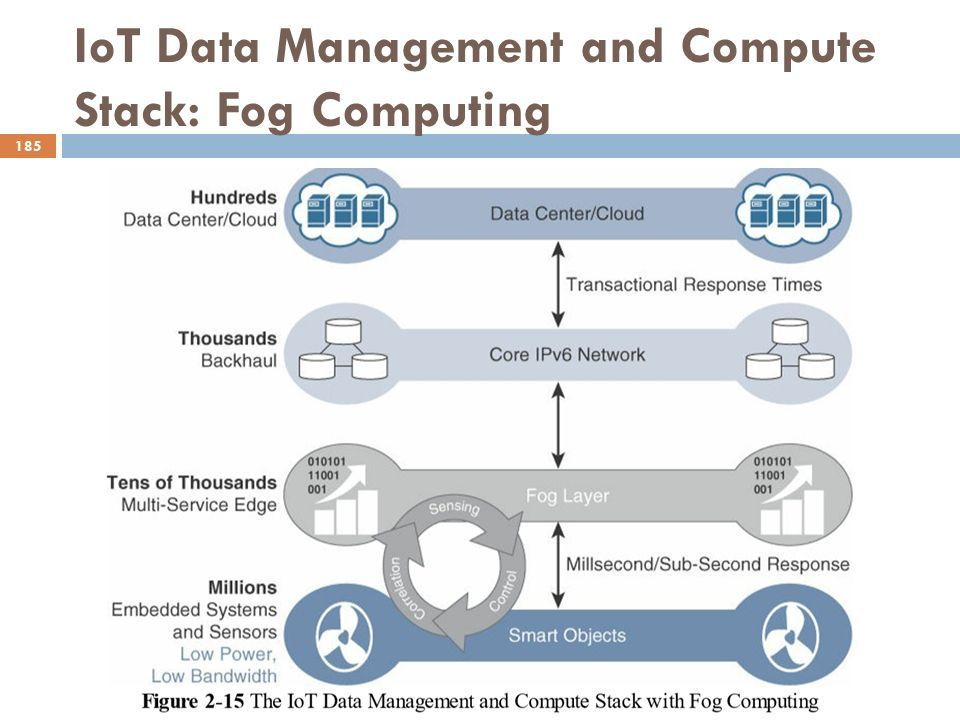 IoT Data Management and Compute
Stack: Fog Computing
185
Hundreds
Data Center/Cloud
Data Center/Cloud
Transactional Response Times
Thousands
Backhaul
Core IPv6 Network
010101
11001
001
010101
11001
001
Tens of Thousands
Multi-Service Edge
Fog Layer
Sensing
Control
Correlation
Millsecond/Sub-Second Response
Millions
Embedded Systems
and Sensors
Low Power,
Low Bandwidth
Smart Objects
Figure 2-15 The IoT Data Management and Compute Stack with Fog Computing